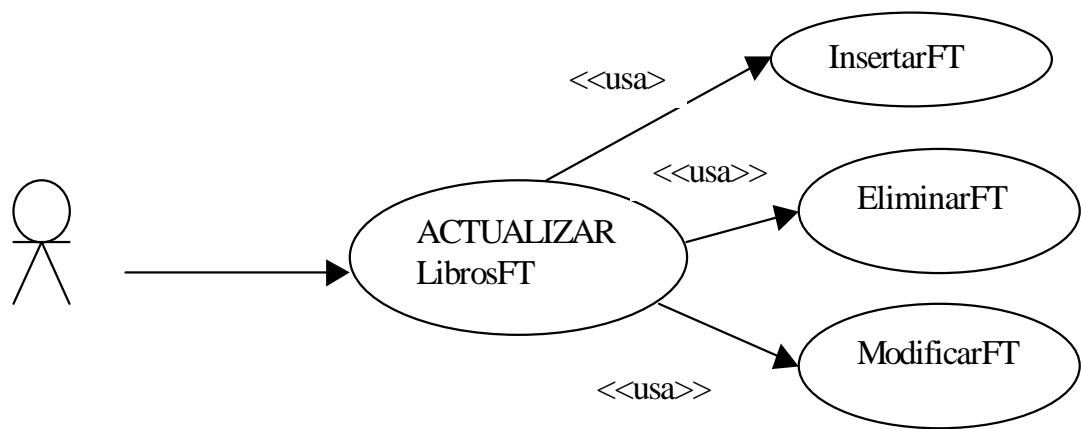 InsertarFT
<<usa>
<<usa>>
EliminarFT
ACTUALIZAR
LibrosFT
ModificarFT
<<usa>>